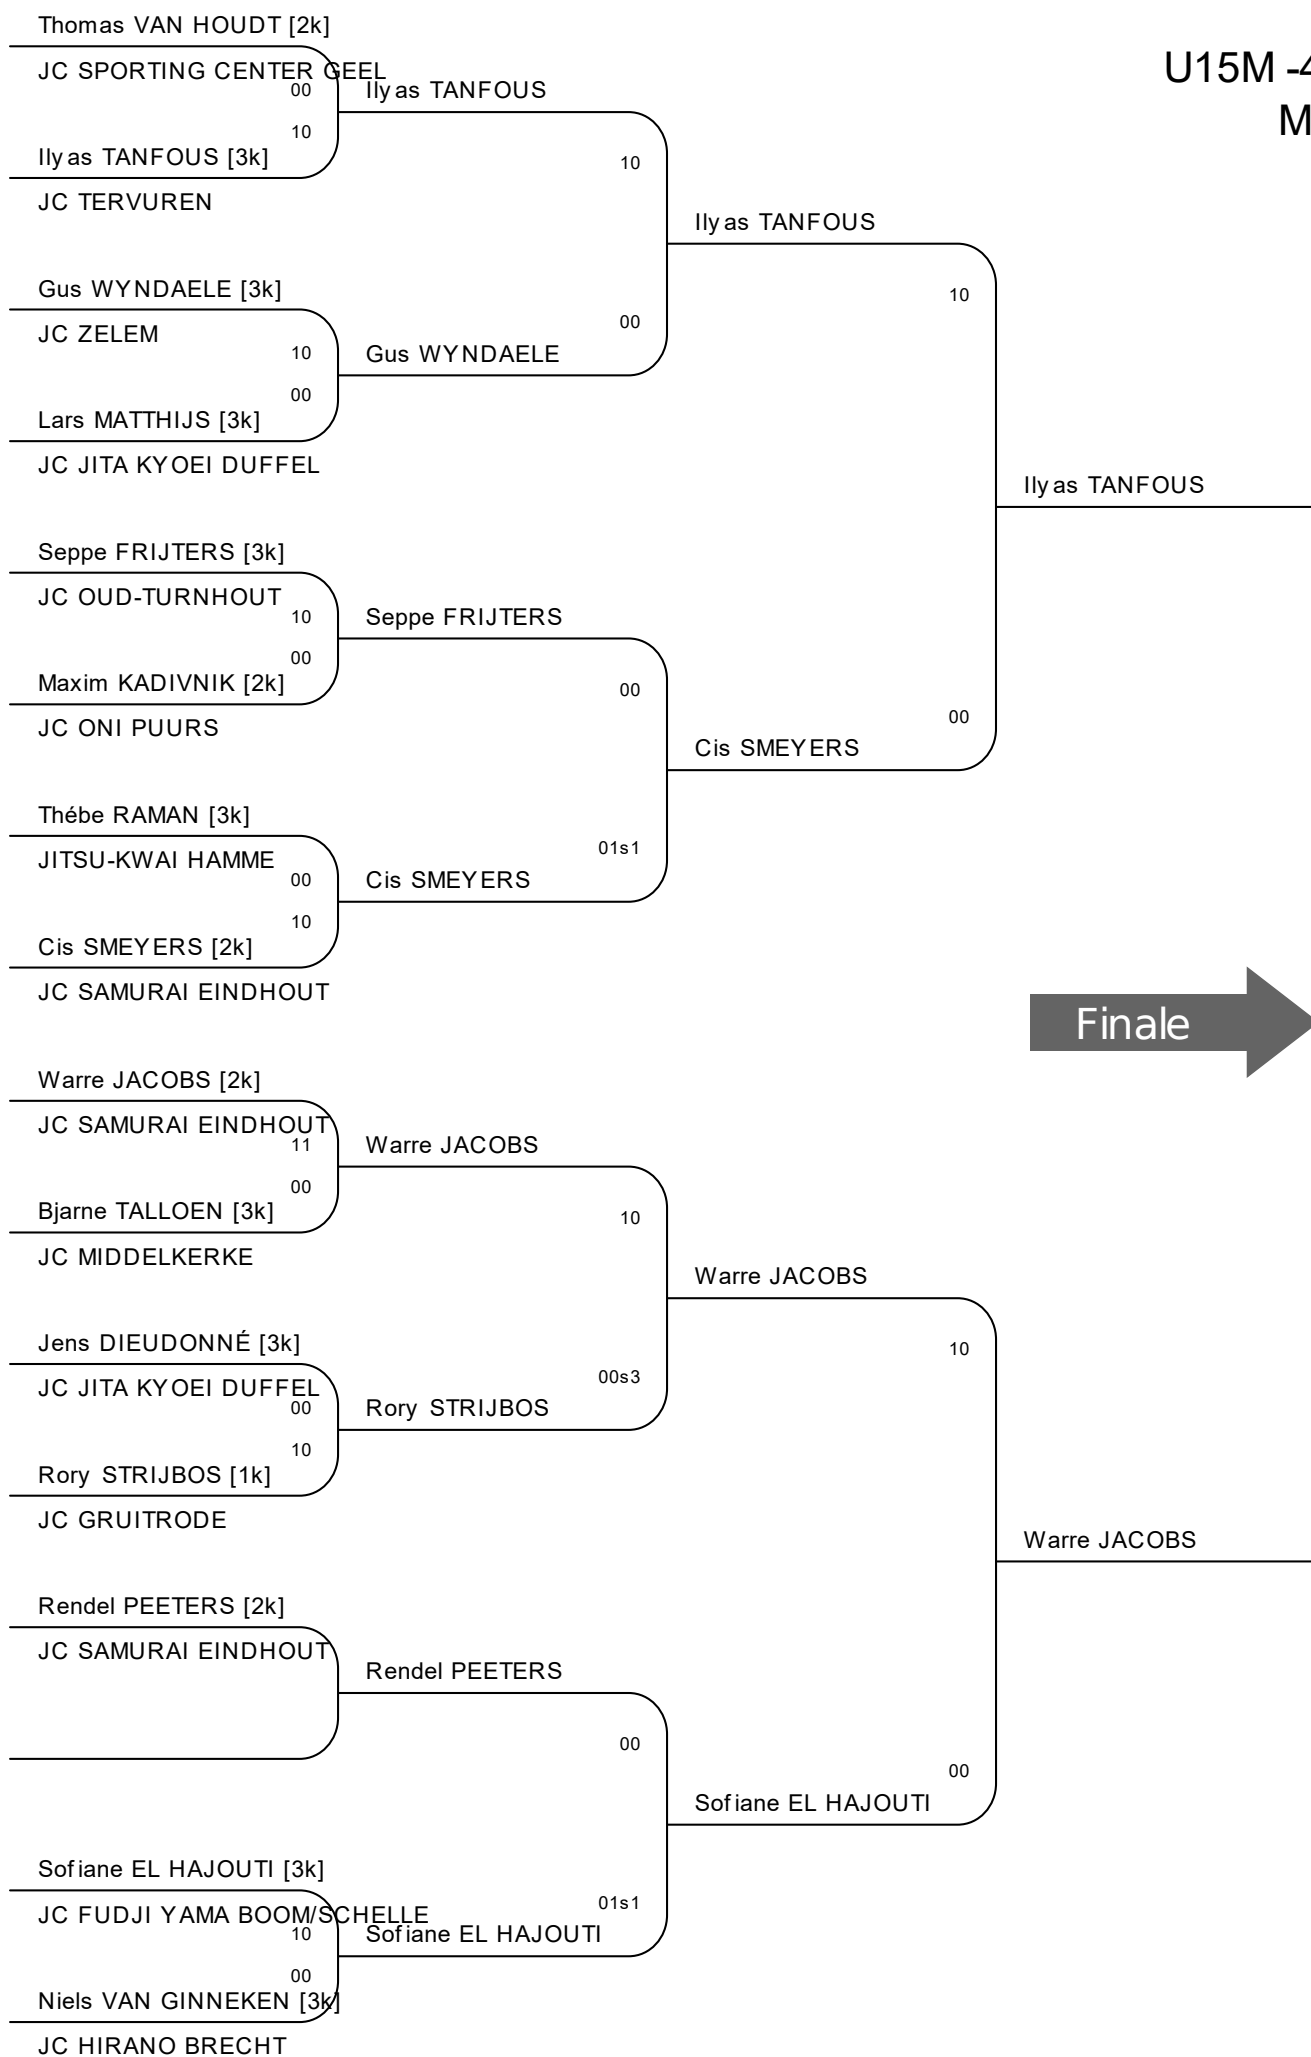 Thomas VAN HOUDT [2k]
JC SPORTING CENTER GEEL
00
10
Ilyas TANFOUS [3k]
JC TERVUREN
Ilyas TANFOUS
10
U15M -4
M
Gus WYNDAELE [3k]
JC ZELEM
10
00
Lars MATTHIJS [3k]
JC JITA KYOEI DUFFEL
Gus WYNDAELE
00
Ilyas TANFOUS
10
Seppe FRIJTERS [3k]
JC OUD-TURNHOUT
10
00
Maxim KADIVNIK [2k]
JC ONI PUURS
Seppe FRIJTERS
00
Thébe RAMAN [3k]
JITSU-KWAI HAMME
00
10
Cis SMEYERS [2k]
JC SAMURAI EINDHOUT
Cis SMEYERS
01s1
Cis SMEYERS
00
Ilyas TANFOUS
Finale
Warre JACOBS [2k]
JC SAMURAI EINDHOUT
11
00
Bjarne TALLOEN [3k]
JC MIDDELKERKE
Warre JACOBS
10
Jens DIEUDONNÉ [3k]
JC JITA KYOEI DUFFEL
00
10
Rory STRIJBOS [1k]
JC GRUITRODE
Rory STRIJBOS
00s3
Warre JACOBS
10
Rendel PEETERS [2k]
JC SAMURAI EINDHOUT
Rendel PEETERS
00
Sofiane EL HAJOUTI [3k]
JC FUDJI YAMA BOOM/SCHELLE
10
00
Niels VAN GINNEKEN [3k]
JC HIRANO BRECHT
Sofiane EL HAJOUTI
01s1
Sofiane EL HAJOUTI
00
Warre JACOBS